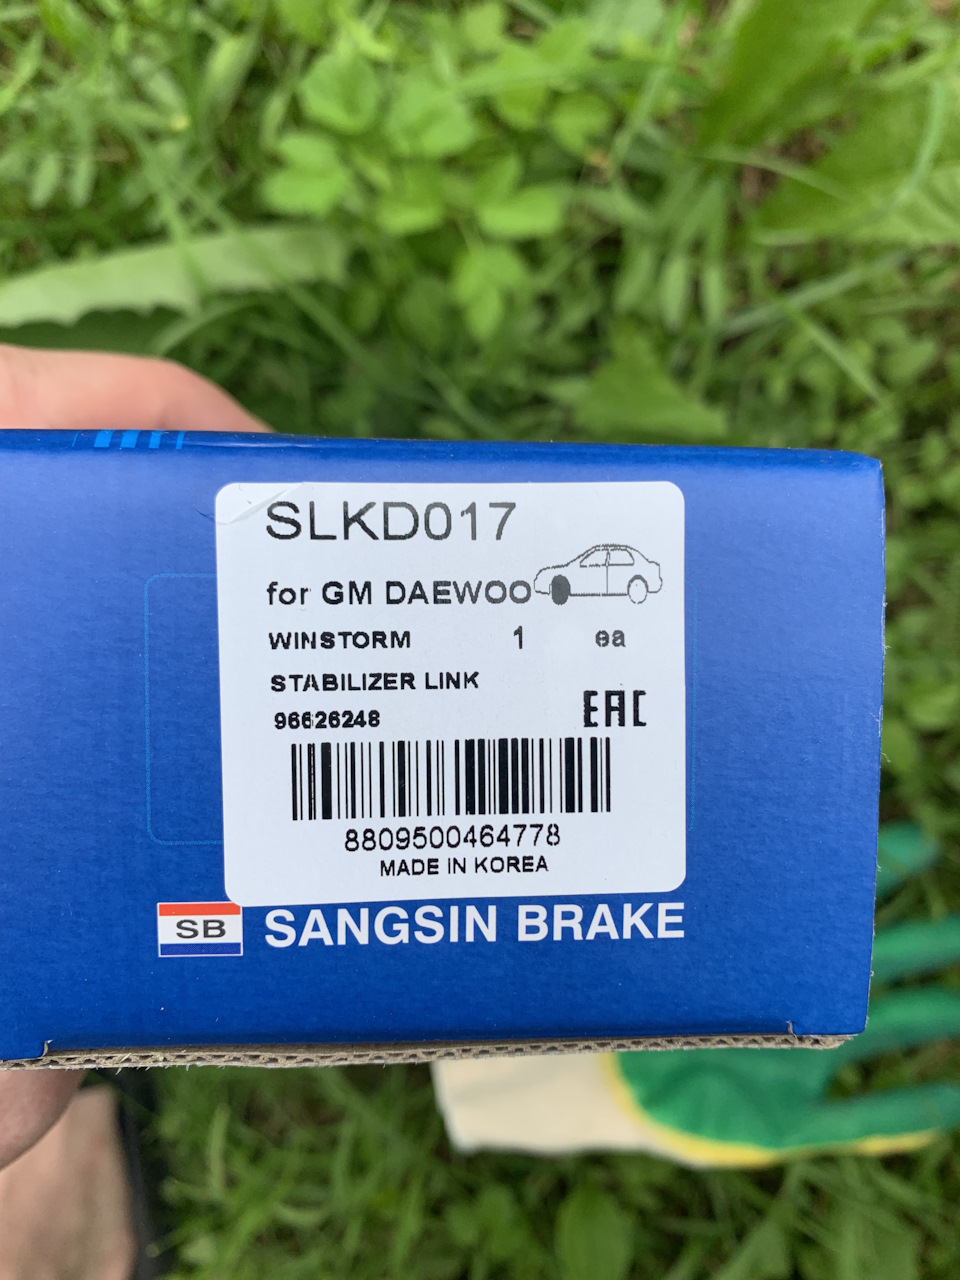 SLKD017
for GM DAEWOO
WINSTORM 1 ea
STABILIZER LINK
96626248
EAC
8809500464778
MADE IN KOREA
SB SANGSIN BRAKE